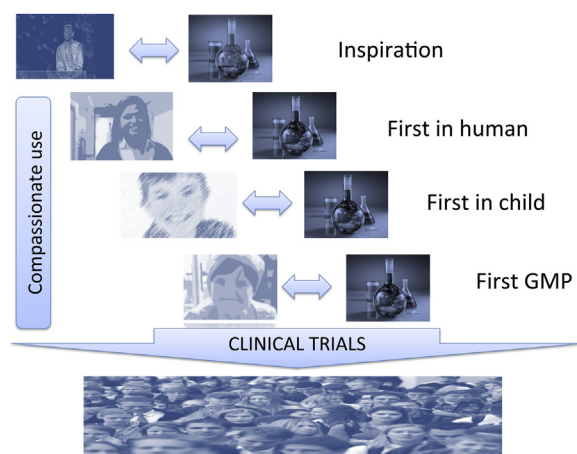 Inspiration
First in human
First in child
First GMP
Compassionate use
CLINICAL TRIALS